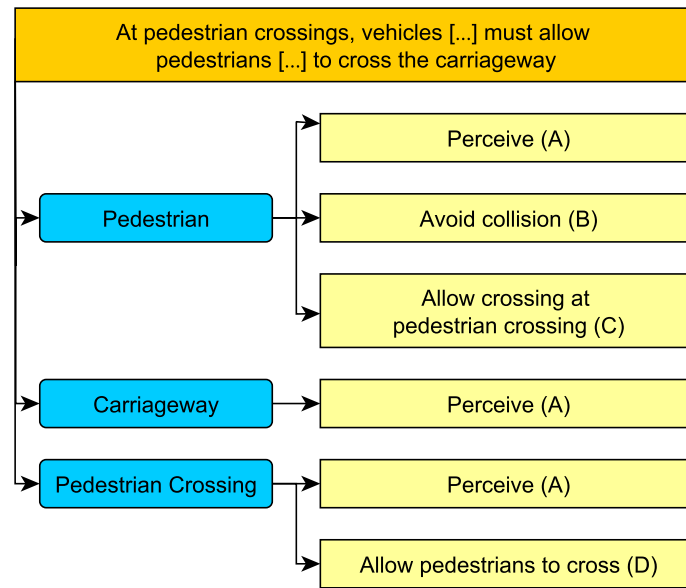 At pedestrian crossings, vehicles [...] must allow
pedestrians [...] to cross the carriageway
Perceive (A)
Pedestrian
Avoid collision (B)
Allow crossing at
pedestrian crossing (C)
Carriageway
Perceive (A)
Pedestrian Crossing
Perceive (A)
Allow pedestrians to cross (D)